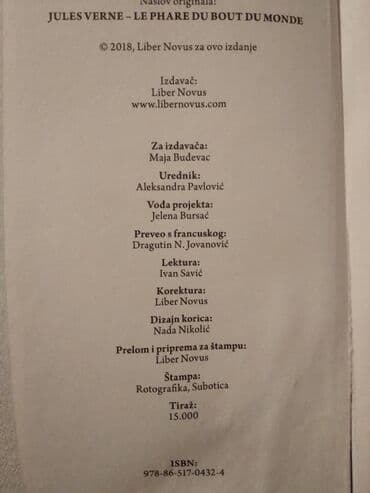 Naslov originala:
JULES VERNE – LE PHARE DU BOUT DU MONDE
© 2018, Liber Novus za ovo izdanje
Izdavač:
Liber Novus
www.libernovus.com
Za izdavača:
Maja Buđevac
Urednik:
Aleksandra Pavlović
Vođa projekta:
Jelena Bursać
Preveo s francuskog:
Dragutin N. Jovanović
Lektura:
Ivan Savić
Korektura:
Liber Novus
Dizajn korica:
Nada Nikolić
Prelom i priprema za štampu:
Liber Novus
Štampa:
Rotografika, Subotica
Tiraž:
15.000
ISBN:
978-86-517-0432-4